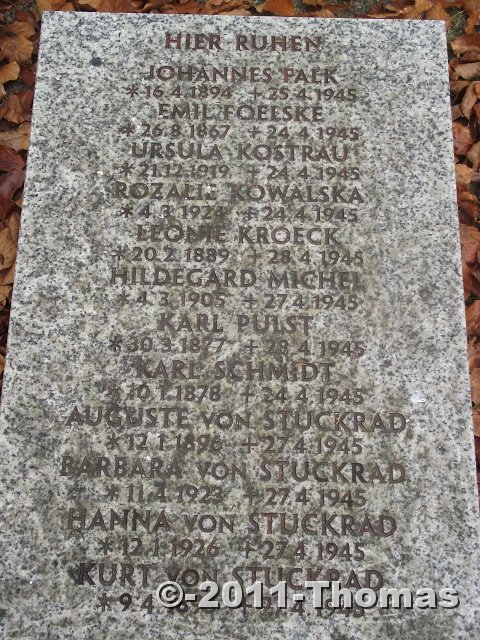 HIER RUHEN
JOHANNES FALK
* 16.4.1894 + 25.4.1945
EMIL FOELSKE
* 26.8.1867 + 24.4.1945
URSULA KOSTRAU
* 21.12.1919 + 24.4.1945
ROZALIE KOWALSKA
* 4.3.1924 + 24.4.1945
LEONIE KROECK
* 20.2.1889 + 28.4.1945
HILDEGARD MICHEL
* 4.3.1905 + 27.4.1945
KARL PULST
* 30.3.1877 + 28.4.1945
KARL SCHMIDT
* 10.1.1878 + 24.4.1945
AUGUSTE VON STUCKRAD
* 12.1.1896 + 27.4.1945
BARBARA VON STUCKRAD
* 11.4.1923 + 27.4.1945
HANNA VON STUCKRAD
* 12.1.1926 + 27.4.1945
KURT VON STUCKRAD
©-2011-Thomas